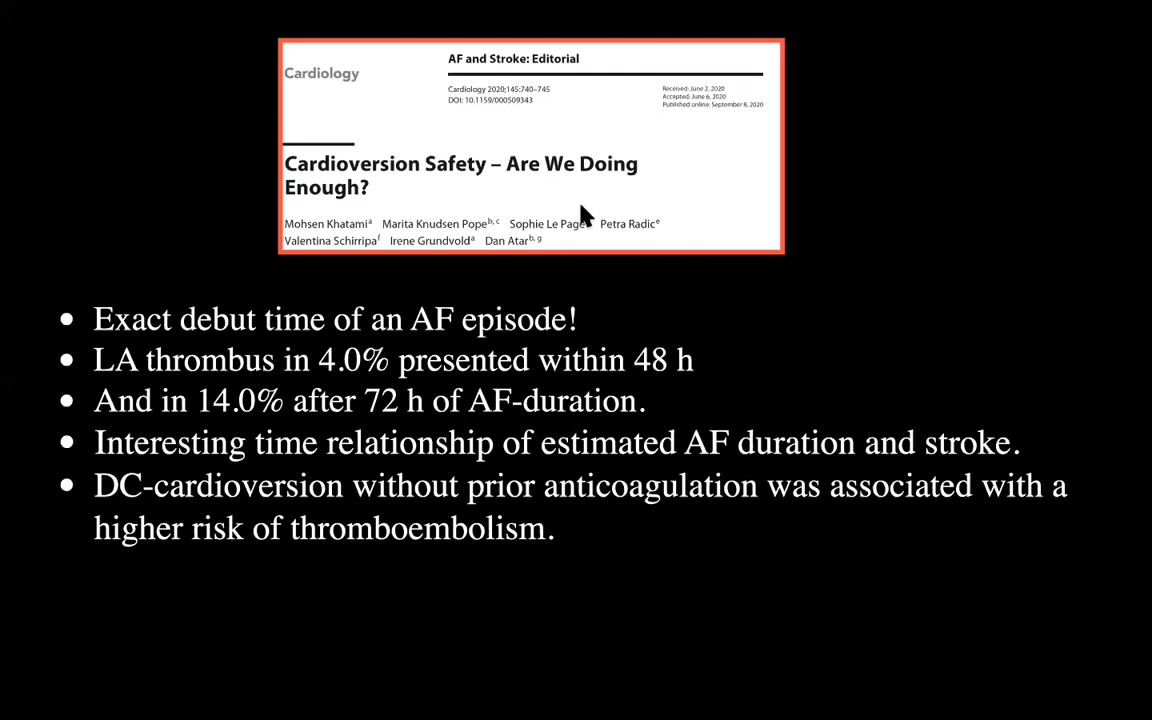 Cardiology
AF and Stroke: Editorial
Cardiology 2020;145:740–745
DOI: 10.1159/000509343
Received: June 2, 2020
Accepted: June 6, 2020
Published online: September 8, 2020
Cardioversion Safety – Are We Doing
Enough?
Mohsen Khatami a Marita Knudsen Pope b, c Sophie Le Page Petra Radic e
Valentina Schirripa f Irene Grundvold a Dan Atar b, g
• Exact debut time of an AF episode!
• LA thrombus in 4.0% presented within 48 h
• And in 14.0% after 72 h of AF-duration.
• Interesting time relationship of estimated AF duration and stroke.
• DC-cardioversion without prior anticoagulation was associated with a
higher risk of thromboembolism.